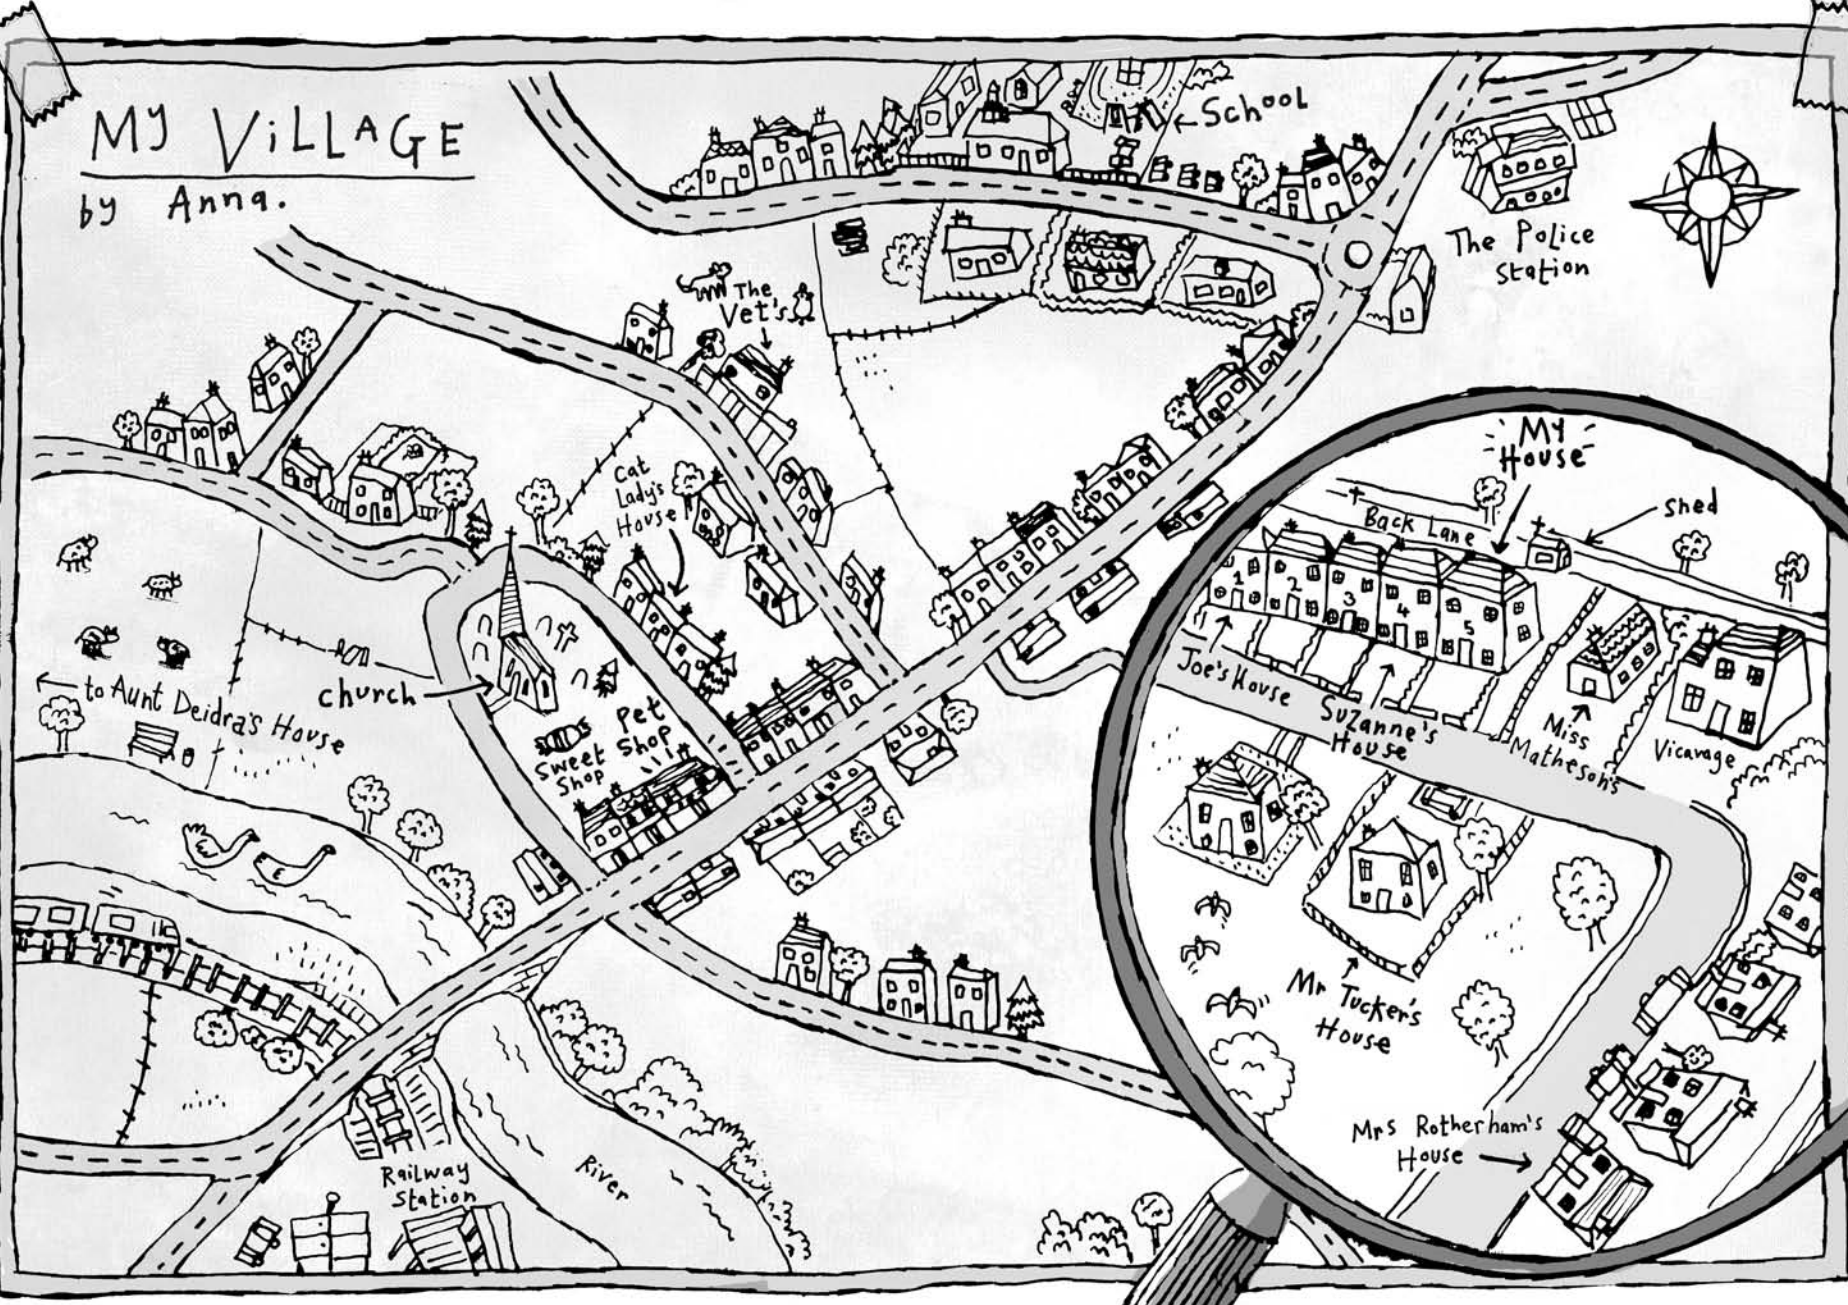 MY ViLLAGE
by Anna.
← School
The Police
Station
The
Vet's
Cat
Lady's
House
church
← to Aunt Deidra's House
Pet
Shop
Sweet
Shop
Railway
Station
River
MY
House
shed
Back Lane
1
2
3
4
5
Joe's House
Suzanne's
House
Miss
Matheson's
Vicarage
Mr Tucker's
House
Mrs Rotherham's
House